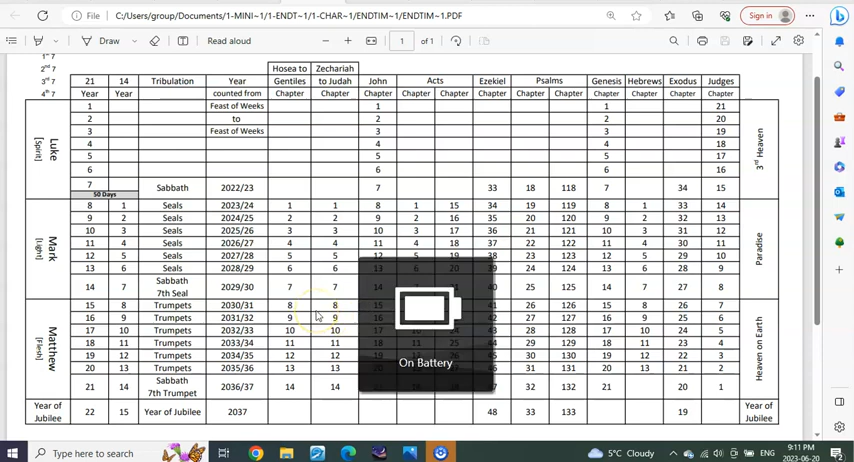 File
C:/Users/group/Documents/1-MINI~1/1-ENDT~1/1-CHAR~1/ENDTIM~1/ENDTIM~1.PDF
Sign in
Draw
Read aloud
1 of 1
1st 7
2nd 7 Hosea to Zechariah
3rd 7 21 14 Tribulation Year Gentiles to Judah John Acts Ezekiel Psalms Genesis Hebrews Exodus Judges
4th 7 Year Year counted from Chapter Chapter Chapter Chapter Chapter Chapter Chapter Chapter Chapter Chapter Chapter Chapter
Luke
[Spirit]
3rd Heaven
1 Feast of Weeks 1 1 21
2 to 2 2 20
3 Feast of Weeks 3 3 19
4 4 4 18
5 5 5 17
6 6 6 16
7 Sabbath 2022/23 7 33 18 118 7 34 15
50 Days
Mark
[Light]
Paradise
8 1 Seals 2023/24 1 1 8 1 15 34 19 119 8 1 33 14
9 2 Seals 2024/25 2 2 9 2 16 35 20 120 9 2 32 13
10 3 Seals 2025/26 3 3 10 3 17 36 21 121 10 3 31 12
11 4 Seals 2026/27 4 4 11 4 18 37 22 122 11 4 30 11
12 5 Seals 2027/28 5 5 12 5 19 38 23 123 12 5 29 10
13 6 Seals 2028/29 6 6 13 6 20 39 24 124 13 6 28 9
14 7 Sabbath 7th Seal 2029/30 7 7 14 40 25 125 14 7 27 8
Matthew
[Flesh]
Heaven on Earth
15 8 Trumpets 2030/31 8 8 15 41 26 126 15 8 26 7
16 9 Trumpets 2031/32 9 9 16 42 27 127 16 9 25 6
17 10 Trumpets 2032/33 10 10 17 43 28 128 17 10 24 5
18 11 Trumpets 2033/34 11 11 18 44 29 129 18 11 23 4
19 12 Trumpets 2034/35 12 12 19 45 30 130 19 12 22 3
20 13 Trumpets 2035/36 13 13 20 46 31 131 20 13 21 2
21 14 Sabbath 7th Trumpet 2036/37 14 14 47 32 132 21 20 1
Year of Jubilee 22 15 Year of Jubilee 2037 48 33 133 19 Year of Jubilee
On Battery
Type here to search
5°C Cloudy
ENG
9:11 PM
2023-06-20